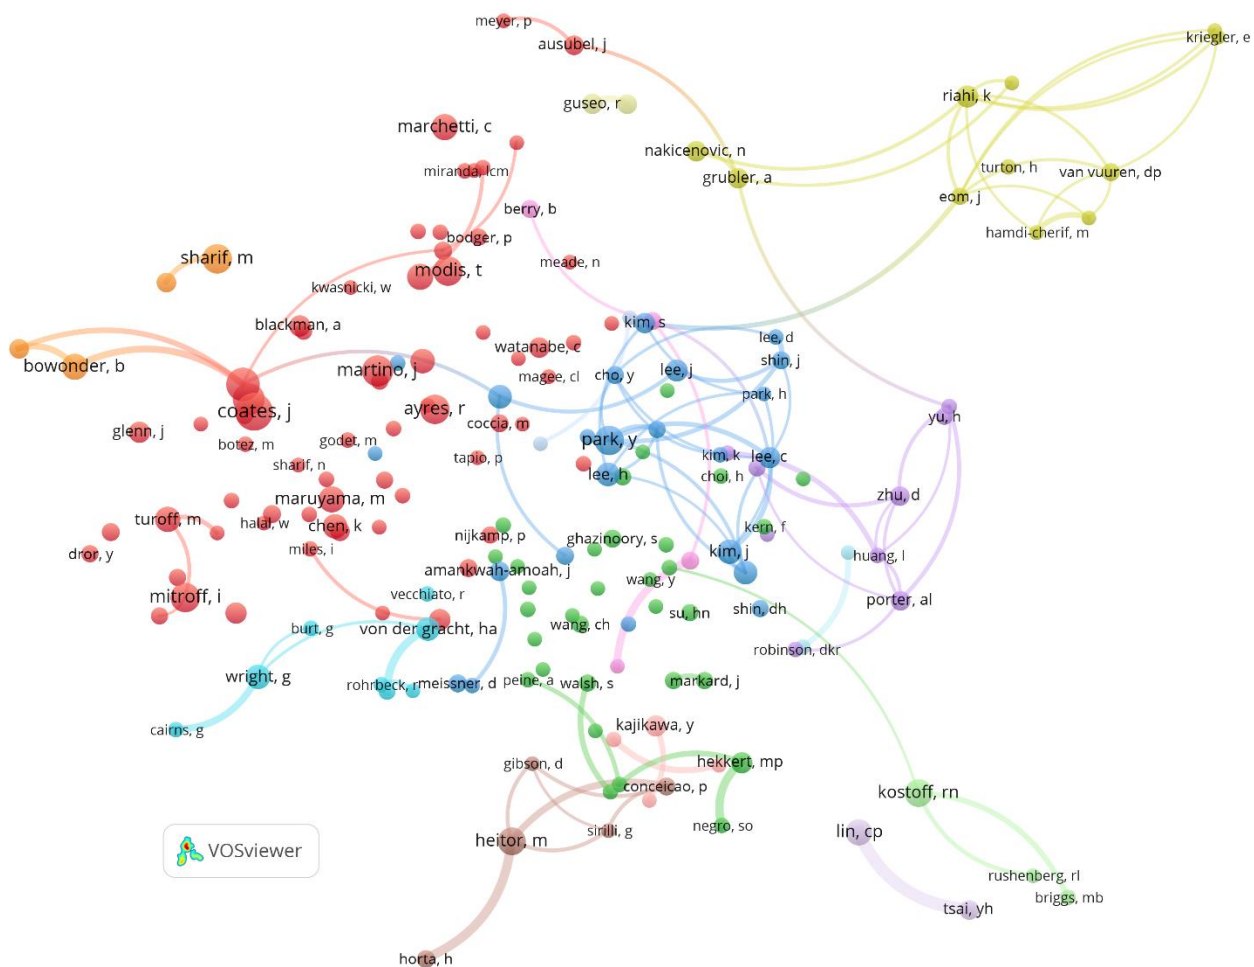 meyer, p
ausubel, j
kriegler, e
guseo, r
riahi, k
marchetti, c
nakicenovic, n
miranda, lcm
turton, h
van vuuren, dp
grubler, a
eom, j
berry, b
bodger, p
hamdi-cherif, m
sharif, m
modis, t
meade, n
kwasnicki, w
kim, s
blackman, a
lee, d
watanabe, c
shin, j
bowonder, b
martino, j
magee, cl
cho, y
lee, j
park, h
coates, j
ayres, r
yu, h
glenn, j
botez, m
godet, m
coccia, m
park, y
tapio, p
kim, k
lee, c
sharif, n
lee, h
choi, h
maruyama, m
zhu, d
turoff, m
halal, w
chen, k
kern, f
nijkamp, p
ghazinoory, s
dror, y
miles, i
kim, j
huang, l
amankwah-amoah, j
wang, y
mitroff, i
vecchiato, r
porter, al
su, hn
shin, dh
burt, g
von der gracht, ha
wang, ch
robinson, dkr
wright, g
rohrbeck, r
meissner, d
peine, a
walsh, s
markard, j
cairns, g
kajikawa, y
gibson, d
hekkert, mp
conceicao, p
kostoff, rn
negro, so
sirilli, g
lin, cp
heitor, m
VOSviewer
rushenberg, rl
briggs, mb
tsai, yh
horta, h